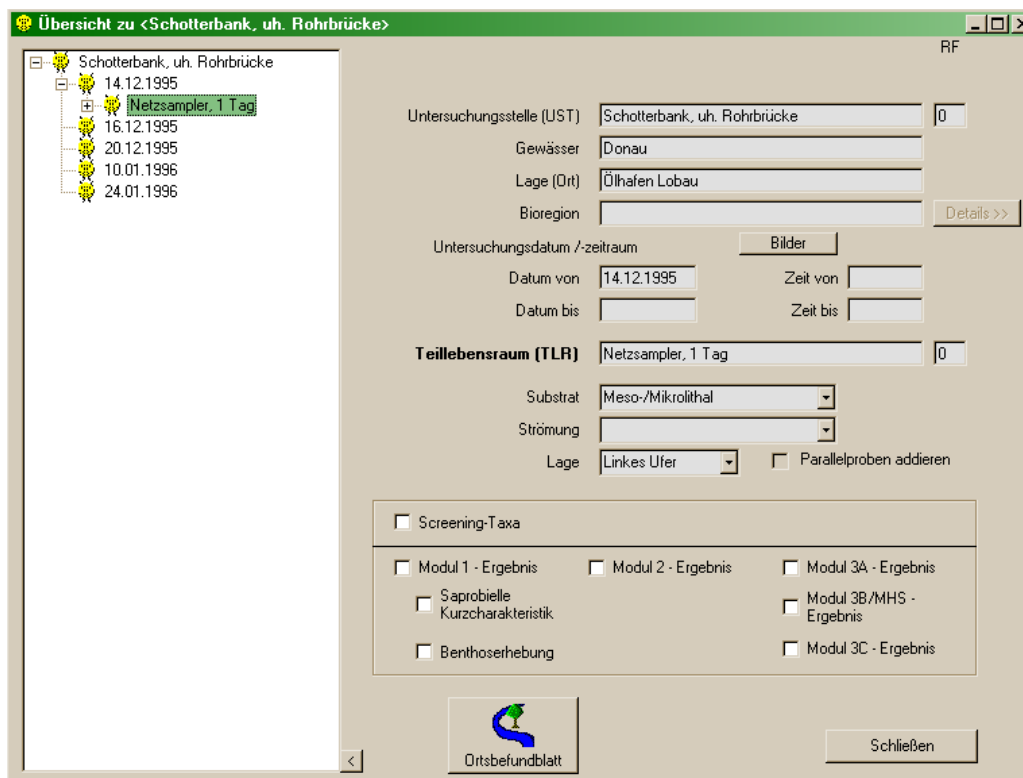 Übersicht zu <Schotterbank, uh. Rohrbrücke>
Schotterbank, uh. Rohrbrücke
14.12.1995
Netzsampler, 1 Tag
16.12.1995
20.12.1995
10.01.1996
24.01.1996
<
RF
Untersuchungsstelle (UST) Schotterbank, uh. Rohrbrücke 0
Gewässer Donau
Lage (Ort) Ölhafen Lobau
Bioregion Details >>
Untersuchungsdatum /-zeitraum Bilder
Datum von 14.12.1995 Zeit von
Datum bis Zeit bis
Teillebensraum (TLR) Netzsampler, 1 Tag 0
Substrat Meso-/Mikrolithal
Strömung
Lage Linkes Ufer Parallelproben addieren
Screening-Taxa
Modul 1 - Ergebnis Modul 2 - Ergebnis Modul 3A - Ergebnis
Saprobielle
Kurzcharakteristik
Modul 3B/MHS -
Ergebnis
Benthoserhebung Modul 3C - Ergebnis
Ortsbefundblatt
Schließen